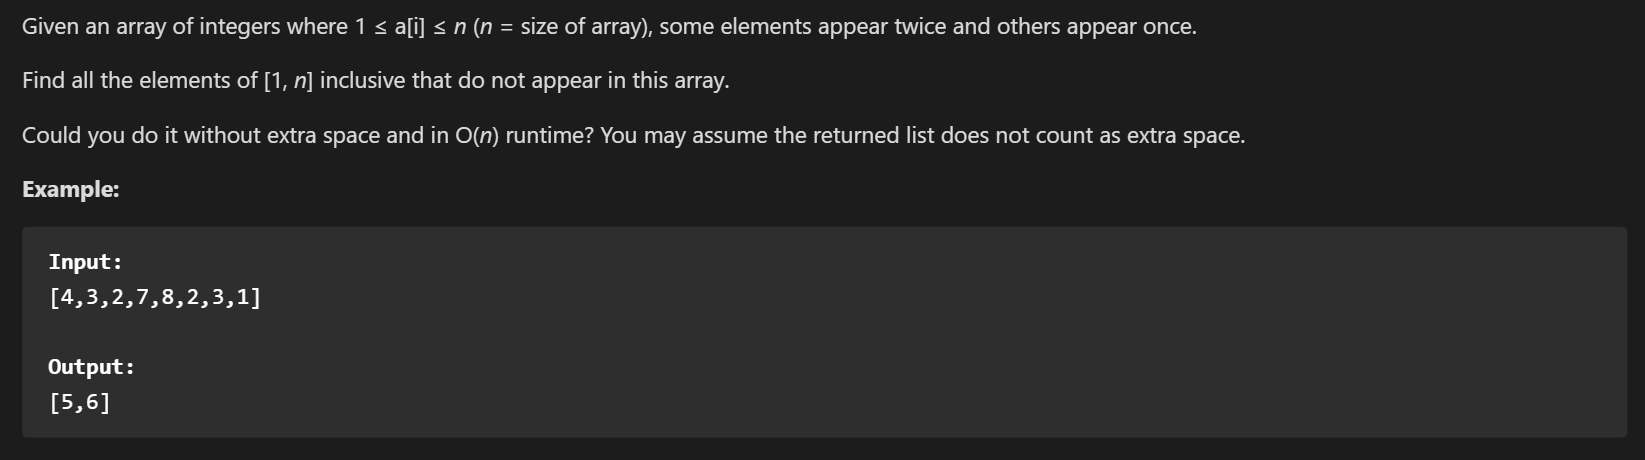 Given an array of integers where 1 ≤ a[i] ≤ n (n = size of array), some elements appear twice and others appear once.
Find all the elements of [1, n] inclusive that do not appear in this array.
Could you do it without extra space and in O(n) runtime? You may assume the returned list does not count as extra space.
Example:
Input:
[4,3,2,7,8,2,3,1]
Output:
[5,6]